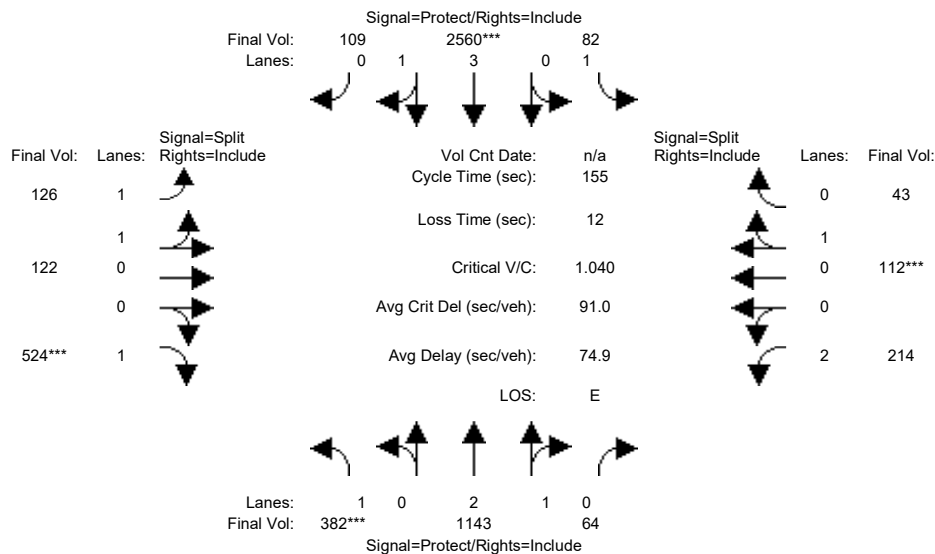 Signal=Protect/Rights=Include
Final Vol: 109 2560*** 82
Lanes: 0 1 3 0 1
Signal=Split
Final Vol: Lanes: Rights=Include
Vol Cnt Date: n/a
Signal=Split
Rights=Include Lanes: Final Vol:
Cycle Time (sec): 155
126 1
0 43
Loss Time (sec): 12
1
1
122 0
Critical V/C: 1.040
0 112***
0
Avg Crit Del (sec/veh): 91.0
0
524*** 1
Avg Delay (sec/veh): 74.9
2 214
LOS: E
Lanes: 1 0 2 1 0
Final Vol: 382*** 1143 64
Signal=Protect/Rights=Include